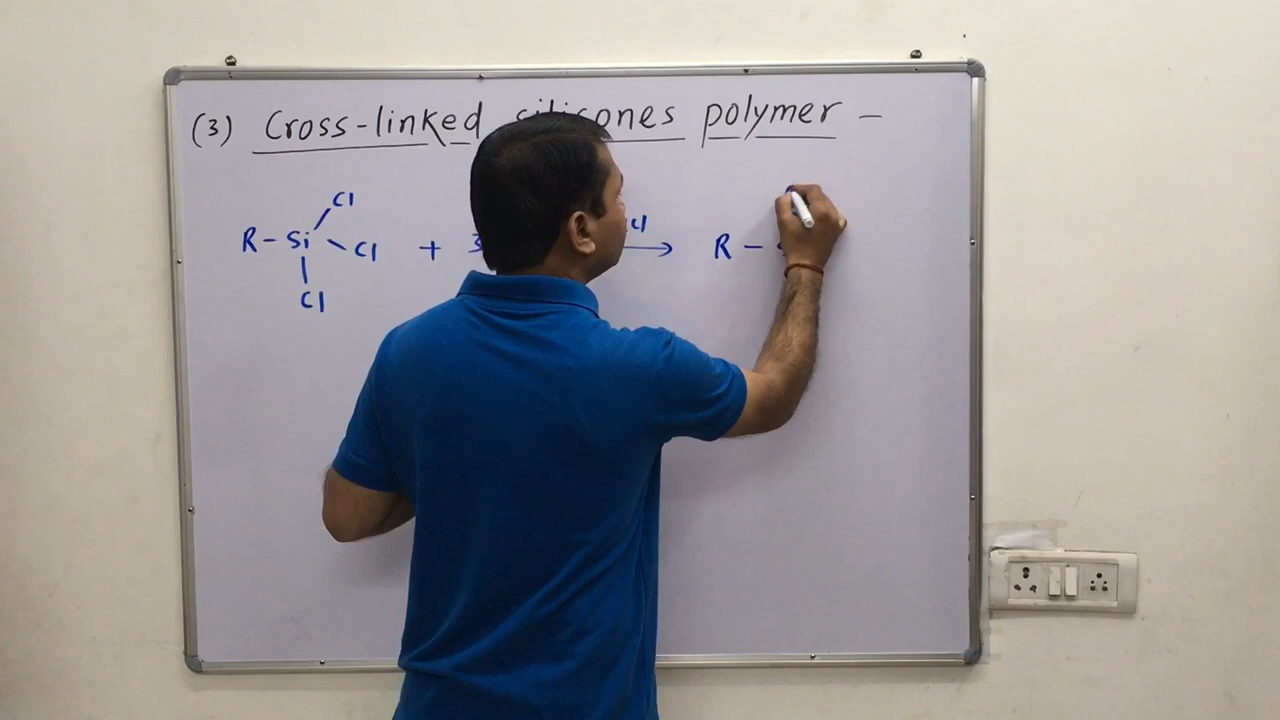 (3) Cross-linked silicones polymer —
Cl
R – Si – Cl + 3 → R –
Cl